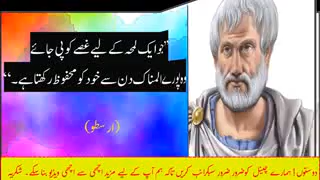 ”جو ایک لمحہ کے لیے غصے کو پی جائے
وہ پورے المناک دن سے خود کو محفوظ رکھتا ہے۔“
(ارسطو)
دوستوں! ہمارے چینل کو ضرور ضرور سبکرائب کریں تاکہ ہم آپ کے لیے مزید اچھی سے اچھی ویڈیو بنا سکے۔ شکریہ